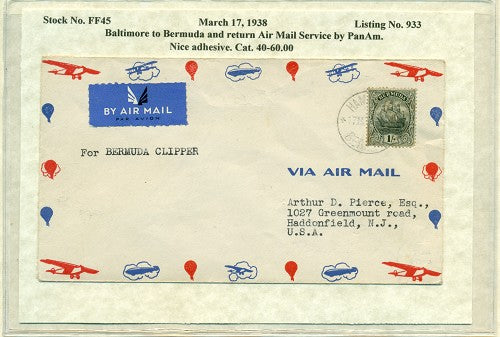 Stock No. FF45 March 17, 1938 Listing No. 933
Baltimore to Bermuda and return Air Mail Service by PanAm.
Nice adhesive. Cat. 40-60.00
BY AIR MAIL
PAR AVION
BERMUDA
1/-
For BERMUDA CLIPPER
VIA AIR MAIL
Arthur D. Pierce, Esq.,
1027 Greenmount road,
Haddonfield, N.J.,
U.S.A.